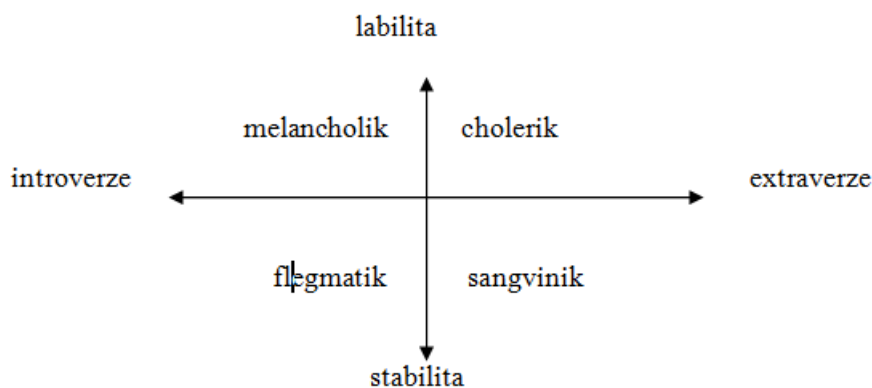 labilita
melancholik cholerik
introverze extraverze
flegmatik sangvinik
stabilita